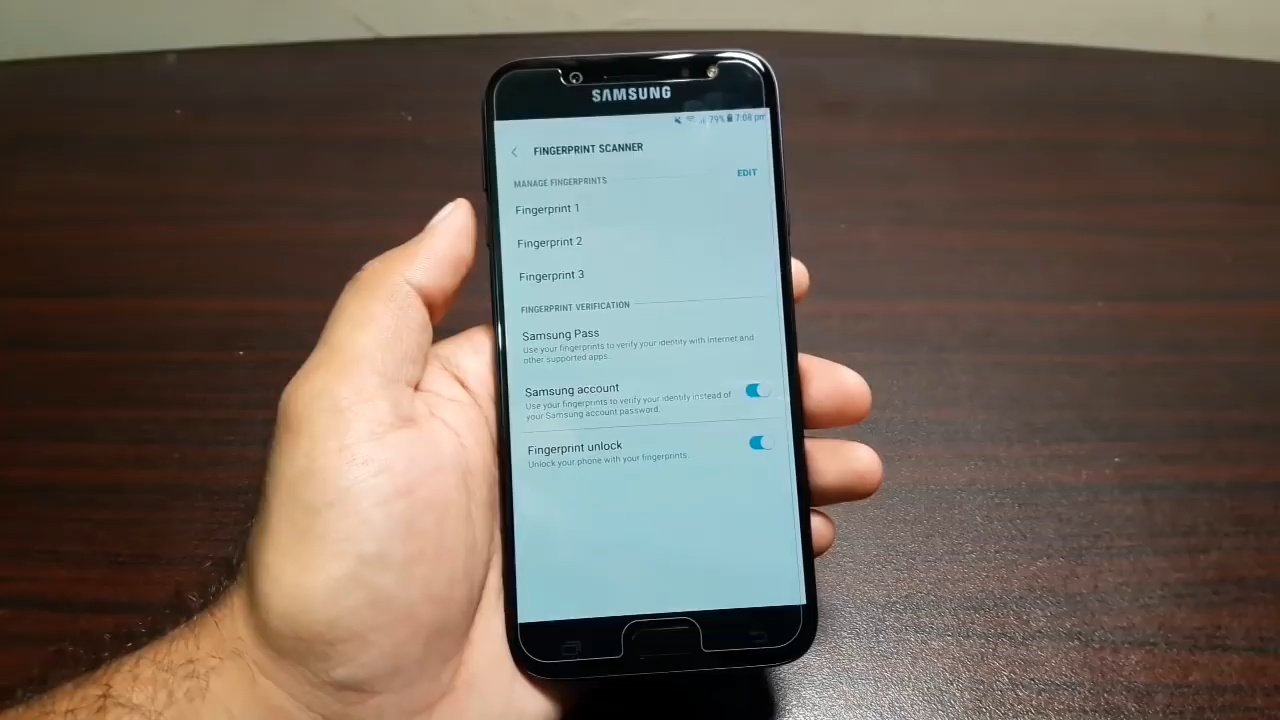 SAMSUNG
79% 7:08 pm
FINGERPRINT SCANNER
MANAGE FINGERPRINTS
EDIT
Fingerprint 1
Fingerprint 2
Fingerprint 3
FINGERPRINT VERIFICATION
Samsung Pass
Use your fingerprints to verify your identity with Internet and
other supported apps.
Samsung account
Use your fingerprints to verify your identity instead of
your Samsung account password.
Fingerprint unlock
Unlock your phone with your fingerprints.